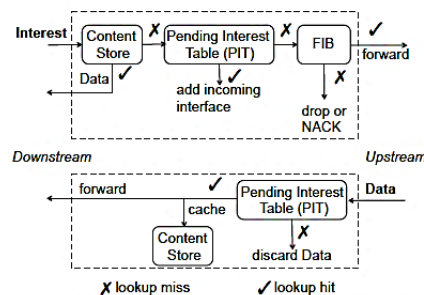 Interest
Content
Store
Pending Interest
Table (PIT)
FIB
forward
Data
add incoming
interface
drop or
NACK
Downstream
Upstream
forward
cache
Pending Interest
Table (PIT)
Data
Content
Store
discard Data
✗ lookup miss
✓ lookup hit